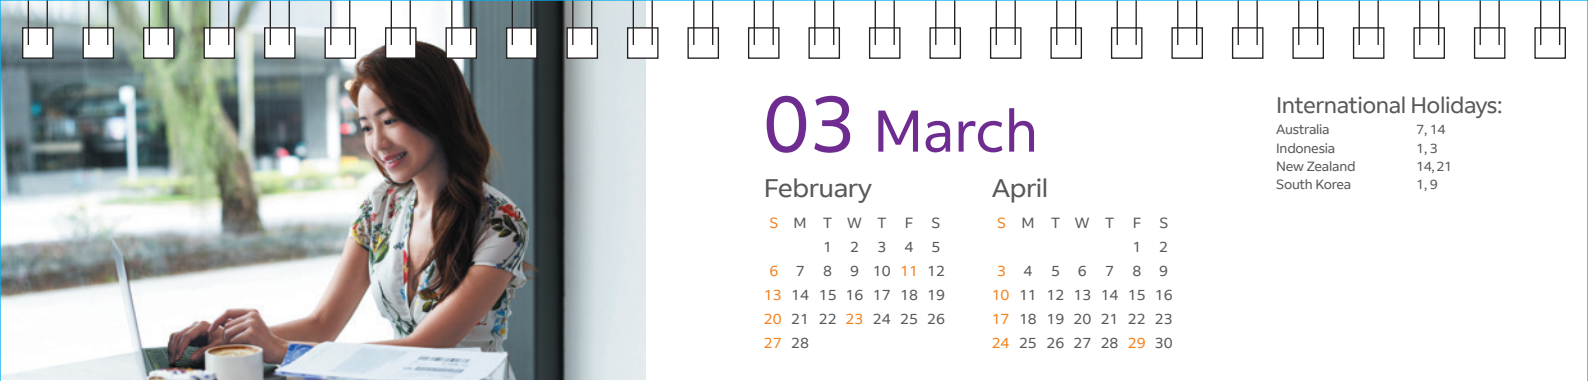 03 March
February
S M T W T F S
1 2 3 4 5
6 7 8 9 10 11 12
13 14 15 16 17 18 19
20 21 22 23 24 25 26
27 28
April
S M T W T F S
1 2
3 4 5 6 7 8 9
10 11 12 13 14 15 16
17 18 19 20 21 22 23
24 25 26 27 28 29 30
International Holidays:
Australia 7, 14
Indonesia 1, 3
New Zealand 14, 21
South Korea 1, 9